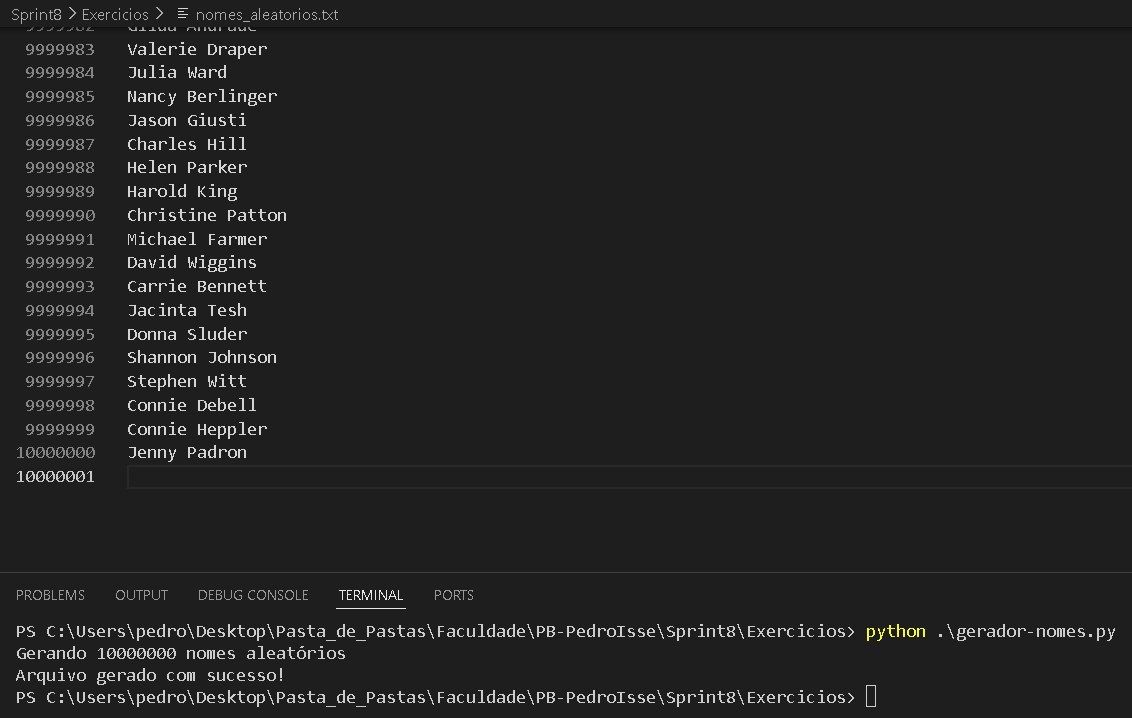 Sprint8 > Exercicios > nomes_aleatorios.txt
9999982 Gilda Andrade
9999983 Valerie Draper
9999984 Julia Ward
9999985 Nancy Berlinger
9999986 Jason Giusti
9999987 Charles Hill
9999988 Helen Parker
9999989 Harold King
9999990 Christine Patton
9999991 Michael Farmer
9999992 David Wiggins
9999993 Carrie Bennett
9999994 Jacinta Tesh
9999995 Donna Sluder
9999996 Shannon Johnson
9999997 Stephen Witt
9999998 Connie Debell
9999999 Connie Heppler
10000000 Jenny Padron
10000001
PROBLEMS OUTPUT DEBUG CONSOLE TERMINAL PORTS
PS C:\Users\pedro\Desktop\Pasta_de_Pastas\Faculdade\PB-PedroIsse\Sprint8\Exercicios> python .\gerador-nomes.py
Gerando 10000000 nomes aleatórios
Arquivo gerado com sucesso!
PS C:\Users\pedro\Desktop\Pasta_de_Pastas\Faculdade\PB-PedroIsse\Sprint8\Exercicios>